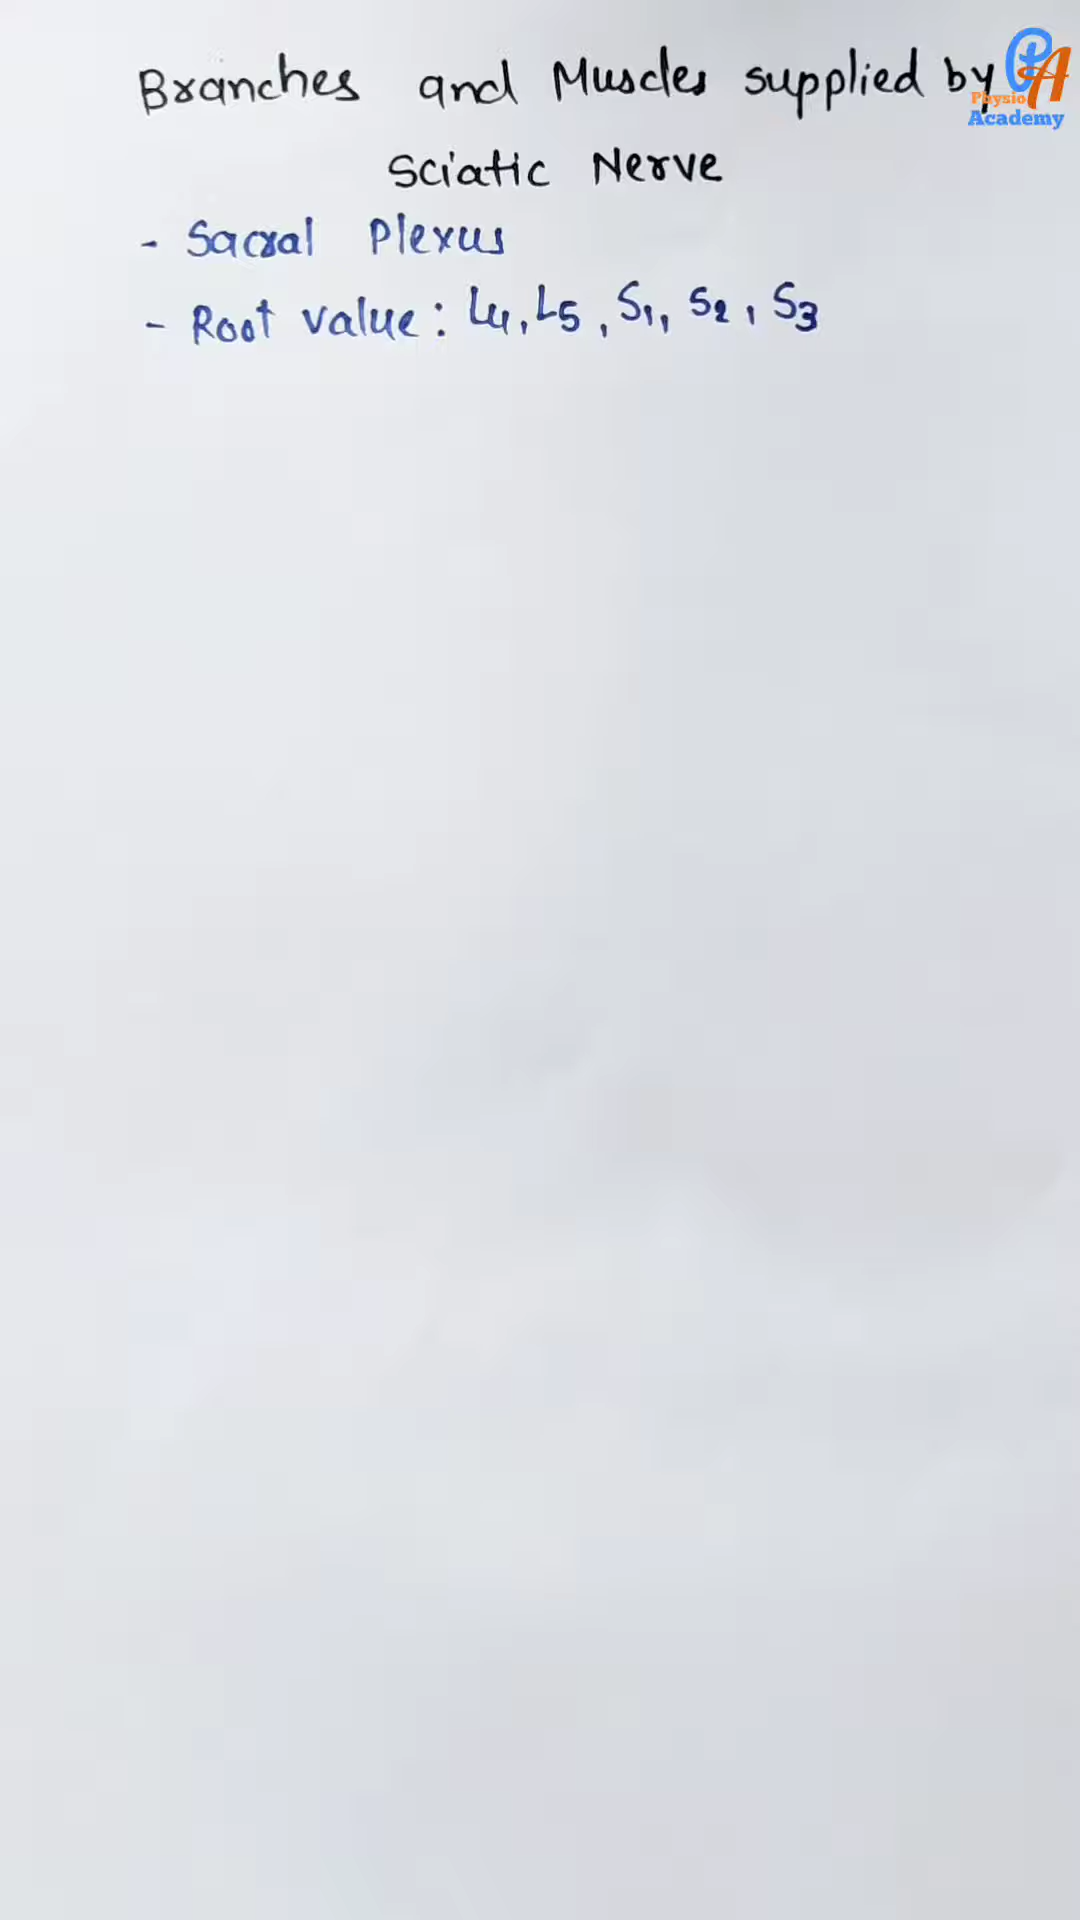 Branches and Muscles supplied by
Sciatic Nerve
- Sacral Plexus
- Root value: L4, L5, S1, S2, S3
Physio
Academy